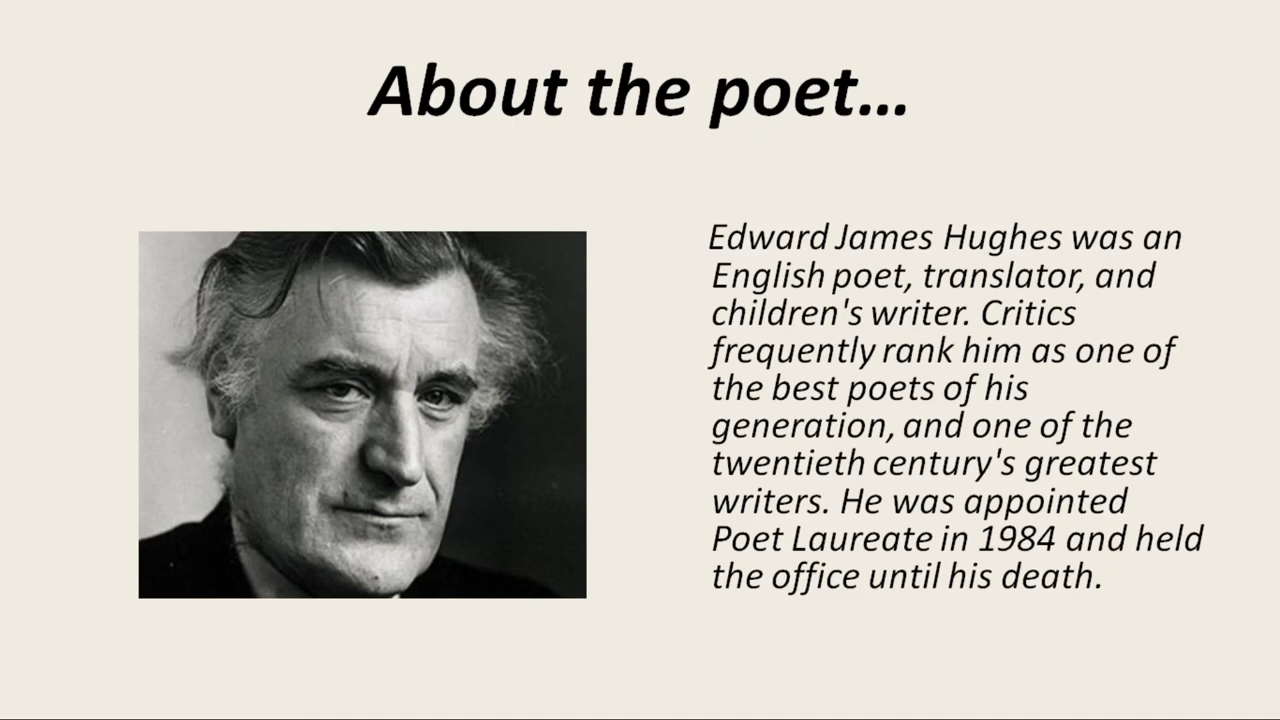 About the poet...
Edward James Hughes was an
English poet, translator, and
children's writer. Critics
frequently rank him as one of
the best poets of his
generation, and one of the
twentieth century's greatest
writers. He was appointed
Poet Laureate in 1984 and held
the office until his death.